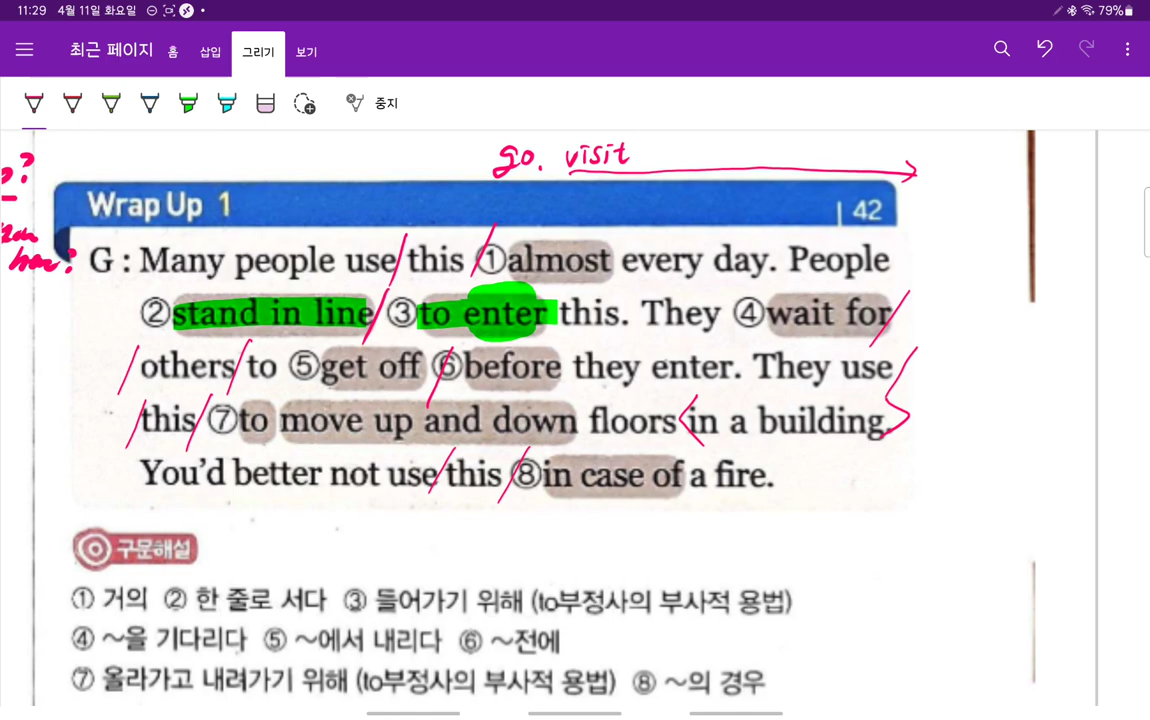 11:29 4월 11일 화요일 79%
최근 페이지 홈 삽입 그리기 보기
중지
go. visit
Wrap Up 1 42
G : Many people use this ①almost every day. People
②stand in line ③to enter this. They ④wait for
others to ⑤get off ⑥before they enter. They use
this ⑦to move up and down floors in a building.
You'd better not use this ⑧in case of a fire.
구문해설
① 거의 ② 한 줄로 서다 ③ 들어가기 위해 (to부정사의 부사적 용법)
④ ~을 기다리다 ⑤ ~에서 내리다 ⑥ ~전에
⑦ 올라가고 내려가기 위해 (to부정사의 부사적 용법) ⑧ ~의 경우